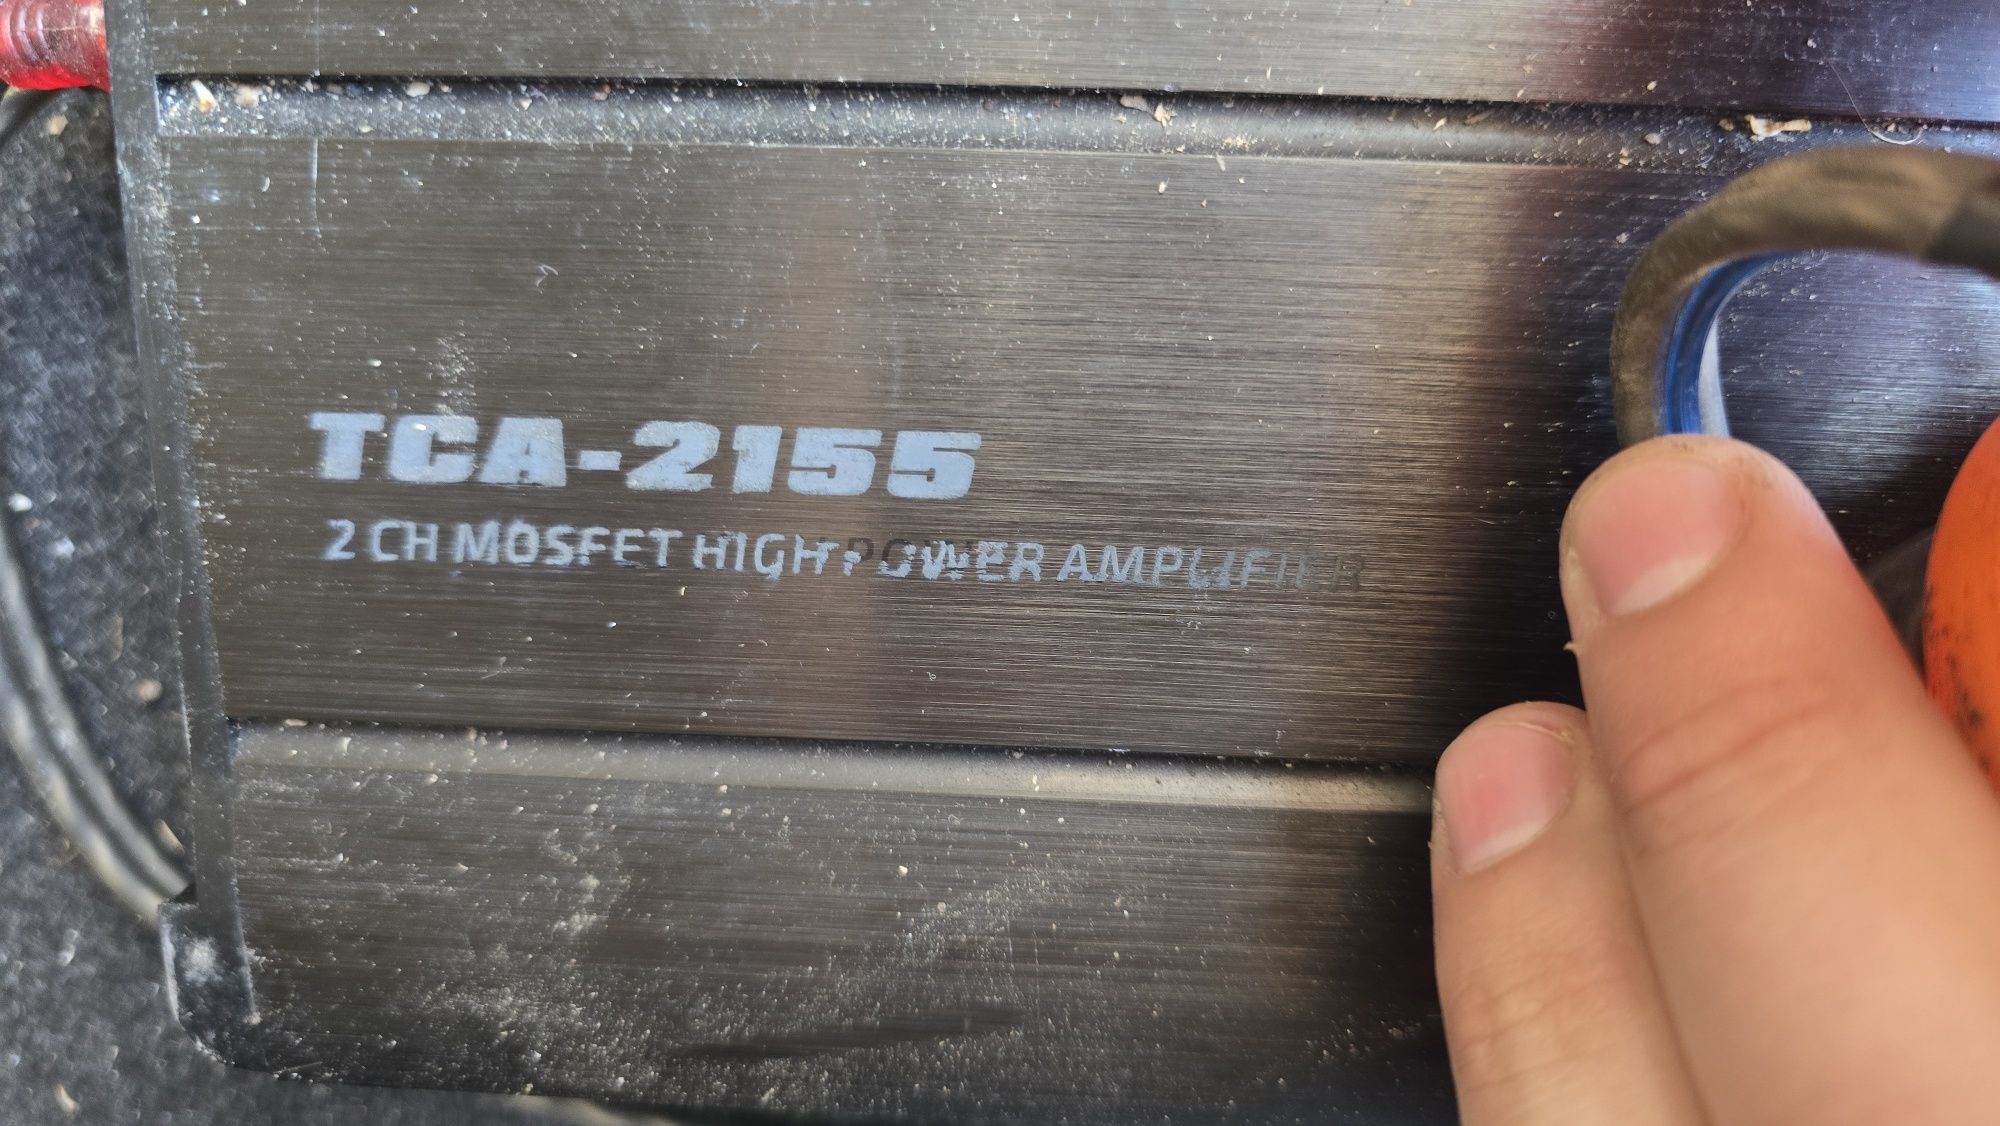 TCA-2155
2 CH MOSFET HIGH POWER AMPLIFIER